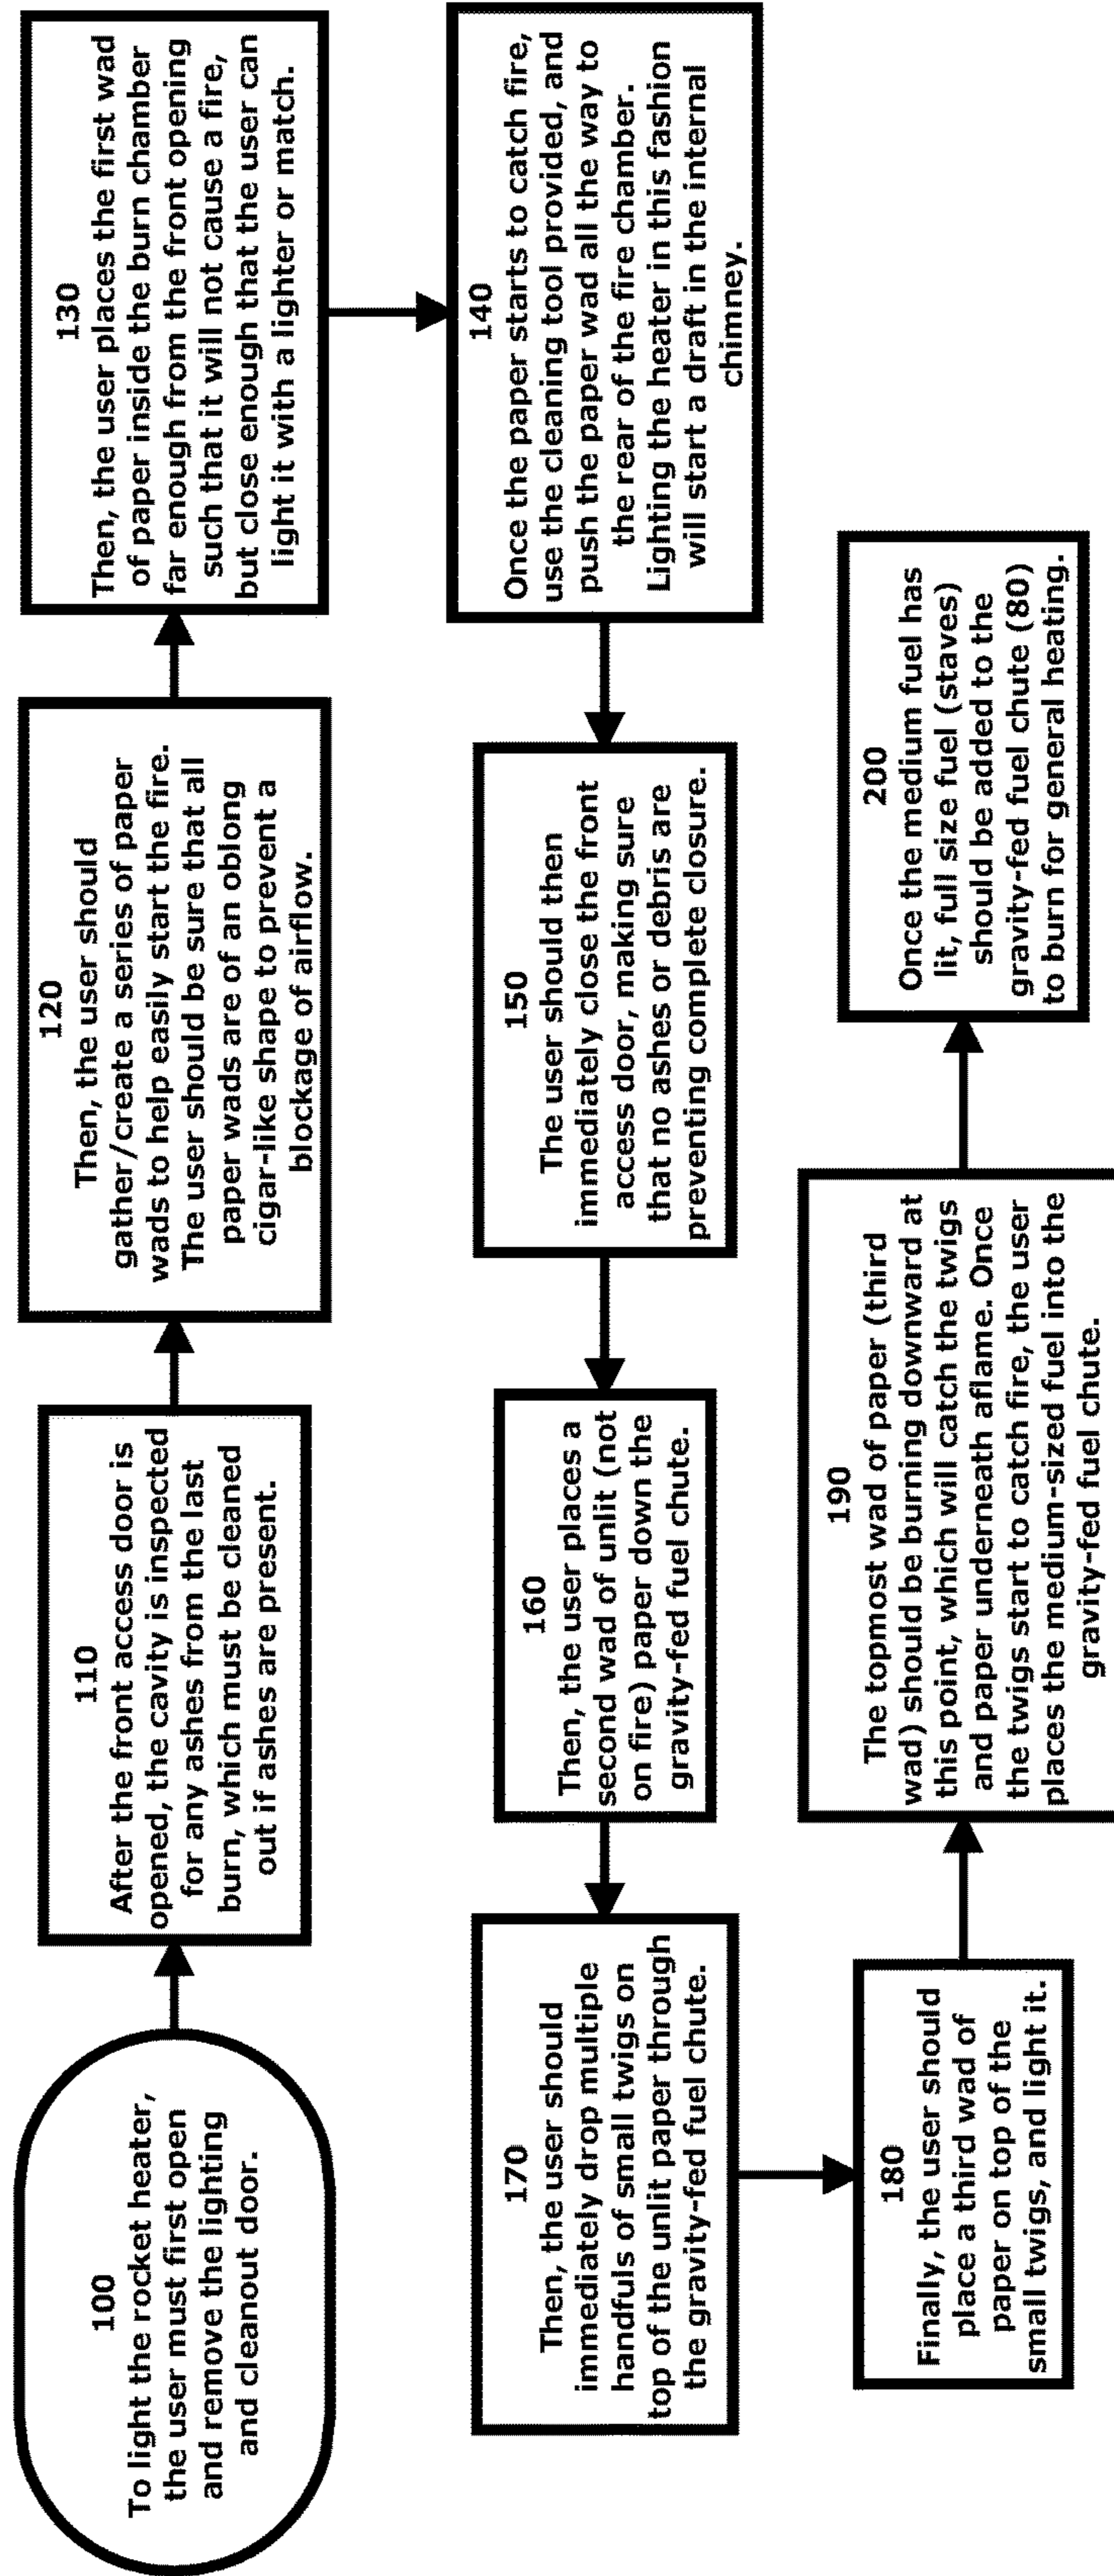 100
To light the rocket heater,
the user must first open
and remove the lighting
and cleanout door.
110
After the front access door is
opened, the cavity is inspected
for any ashes from the last
burn, which must be cleaned
out if ashes are present.
120
Then, the user should
gather/create a series of paper
wads to help easily start the fire.
The user should be sure that all
paper wads are of an oblong
cigar-like shape to prevent a
blockage of airflow.
130
Then, the user places the first wad
of paper inside the burn chamber
far enough from the front opening
such that it will not cause a fire,
but close enough that the user can
light it with a lighter or match.
140
Once the paper starts to catch fire,
use the cleaning tool provided, and
push the paper wad all the way to
the rear of the fire chamber.
Lighting the heater in this fashion
will start a draft in the internal
chimney.
150
The user should then
immediately close the front
access door, making sure
that no ashes or debris are
preventing complete closure.
160
Then, the user places a
second wad of unlit (not
on fire) paper down the
gravity-fed fuel chute.
170
Then, the user should
immediately drop multiple
handfuls of small twigs on
top of the unlit paper through
the gravity-fed fuel chute.
180
Finally, the user should
place a third wad of
paper on top of the
small twigs, and light it.
190
The topmost wad of paper (third
wad) should be burning downward at
this point, which will catch the twigs
and paper underneath aflame. Once
the twigs start to catch fire, the user
places the medium-sized fuel into the
gravity-fed fuel chute.
200
Once the medium fuel has
lit, full size fuel (staves)
should be added to the
gravity-fed fuel chute (80)
to burn for general heating.